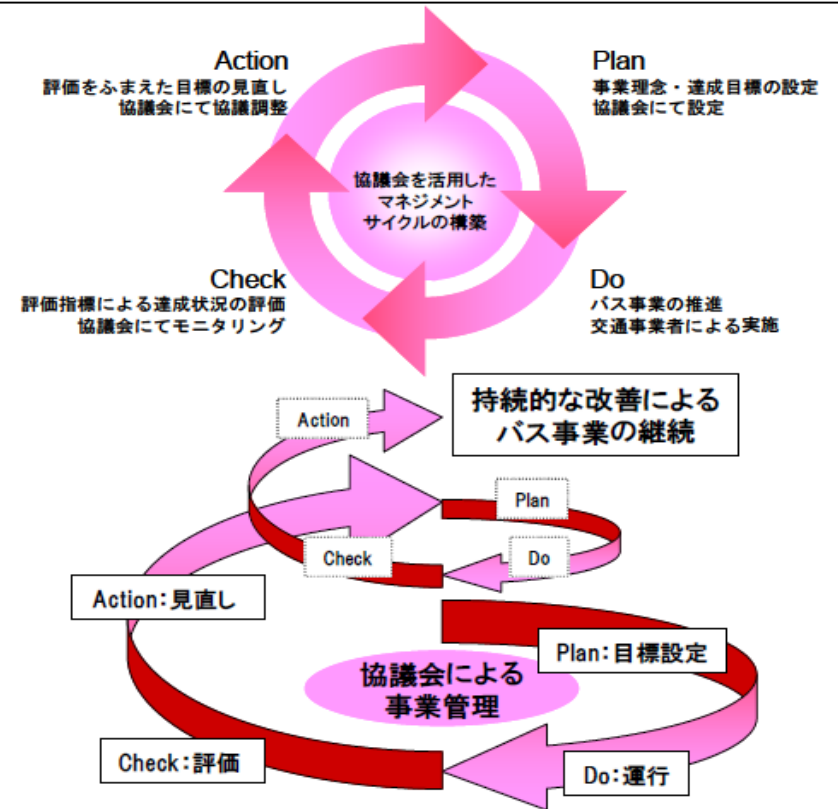 Action
評価をふまえた目標の見直し
協議会にて協議調整
Plan
事業理念・達成目標の設定
協議会にて設定
協議会を活用した
マネジメント
サイクルの構築
Check
評価指標による達成状況の評価
協議会にてモニタリング
Do
バス事業の推進
交通事業者による実施
持続的な改善による
バス事業の継続
Action
Plan
Check
Do
Action:見直し
Plan:目標設定
協議会による
事業管理
Check:評価
Do:運行